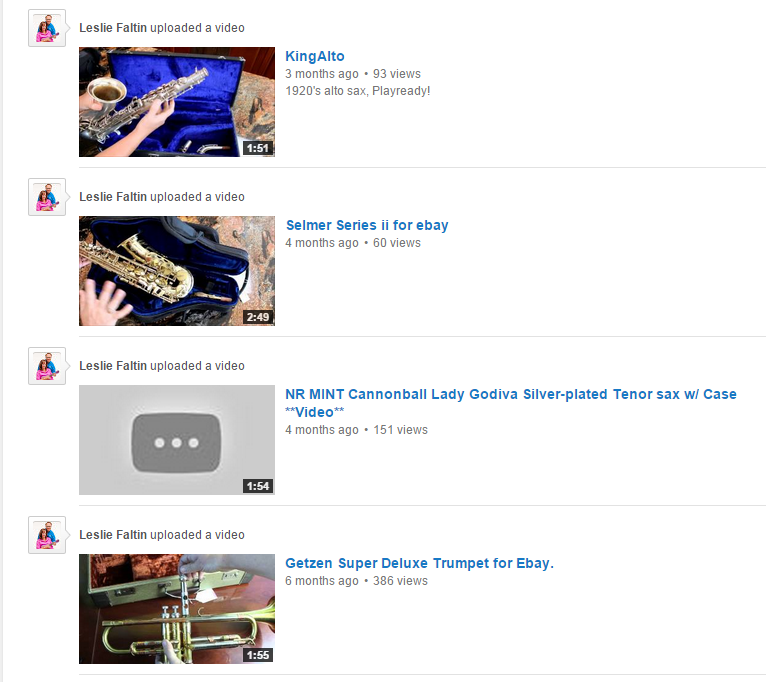 Leslie Faltin uploaded a video
KingAlto
3 months ago • 93 views
1920's alto sax, Playready!
1:51
Leslie Faltin uploaded a video
Selmer Series ii for ebay
4 months ago • 60 views
2:49
Leslie Faltin uploaded a video
NR MINT Cannonball Lady Godiva Silver-plated Tenor sax w/ Case
**Video**
4 months ago • 151 views
1:54
Leslie Faltin uploaded a video
Getzen Super Deluxe Trumpet for Ebay.
6 months ago • 386 views
1:55